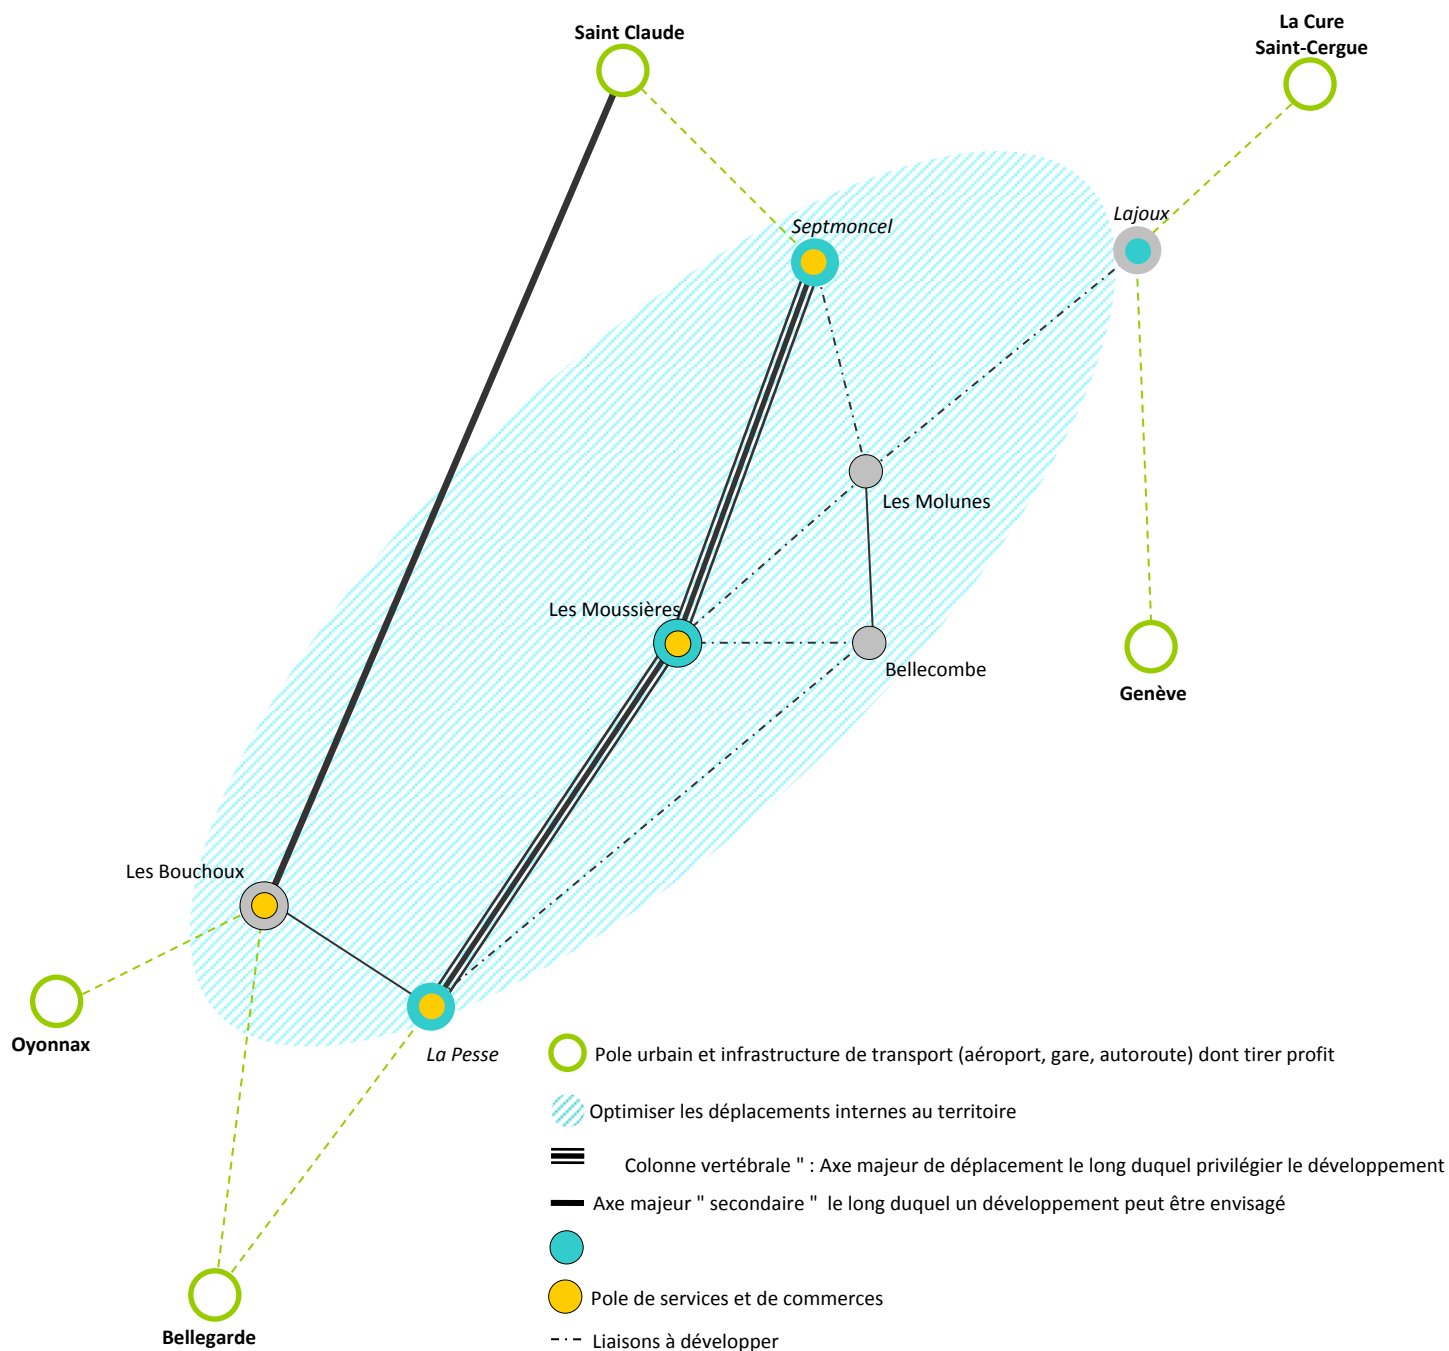 Saint Claude
La Cure
Saint-Cergue
Septmoncel
Lajoux
Les Molunes
Les Moussières
Bellecombe
Genève
Les Bouchoux
Oyonnax
La Pesse
Bellegarde
Pole urbain et infrastructure de transport (aéroport, gare, autoroute) dont tirer profit
Optimiser les déplacements internes au territoire
Colonne vertébrale " : Axe majeur de déplacement le long duquel privilégier le développement
Axe majeur " secondaire " le long duquel un développement peut être envisagé
Pole de services et de commerces
Liaisons à développer